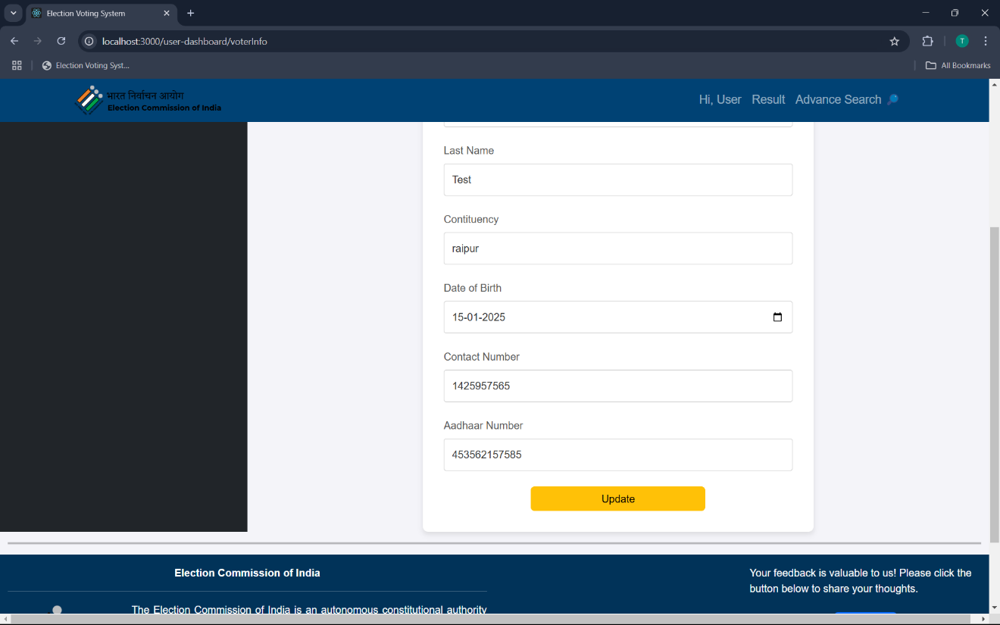 Election Voting System
localhost:3000/user-dashboard/voterInfo
T
Election Voting Syst...
All Bookmarks
भारत निर्वाचन आयोग
Election Commission of India
Hi, User Result Advance Search
Last Name
Test
Contituency
raipur
Date of Birth
15-01-2025
Contact Number
1425957565
Aadhaar Number
453562157585
Update
Election Commission of India
The Election Commission of India is an autonomous constitutional authority
Your feedback is valuable to us! Please click the
button below to share your thoughts.